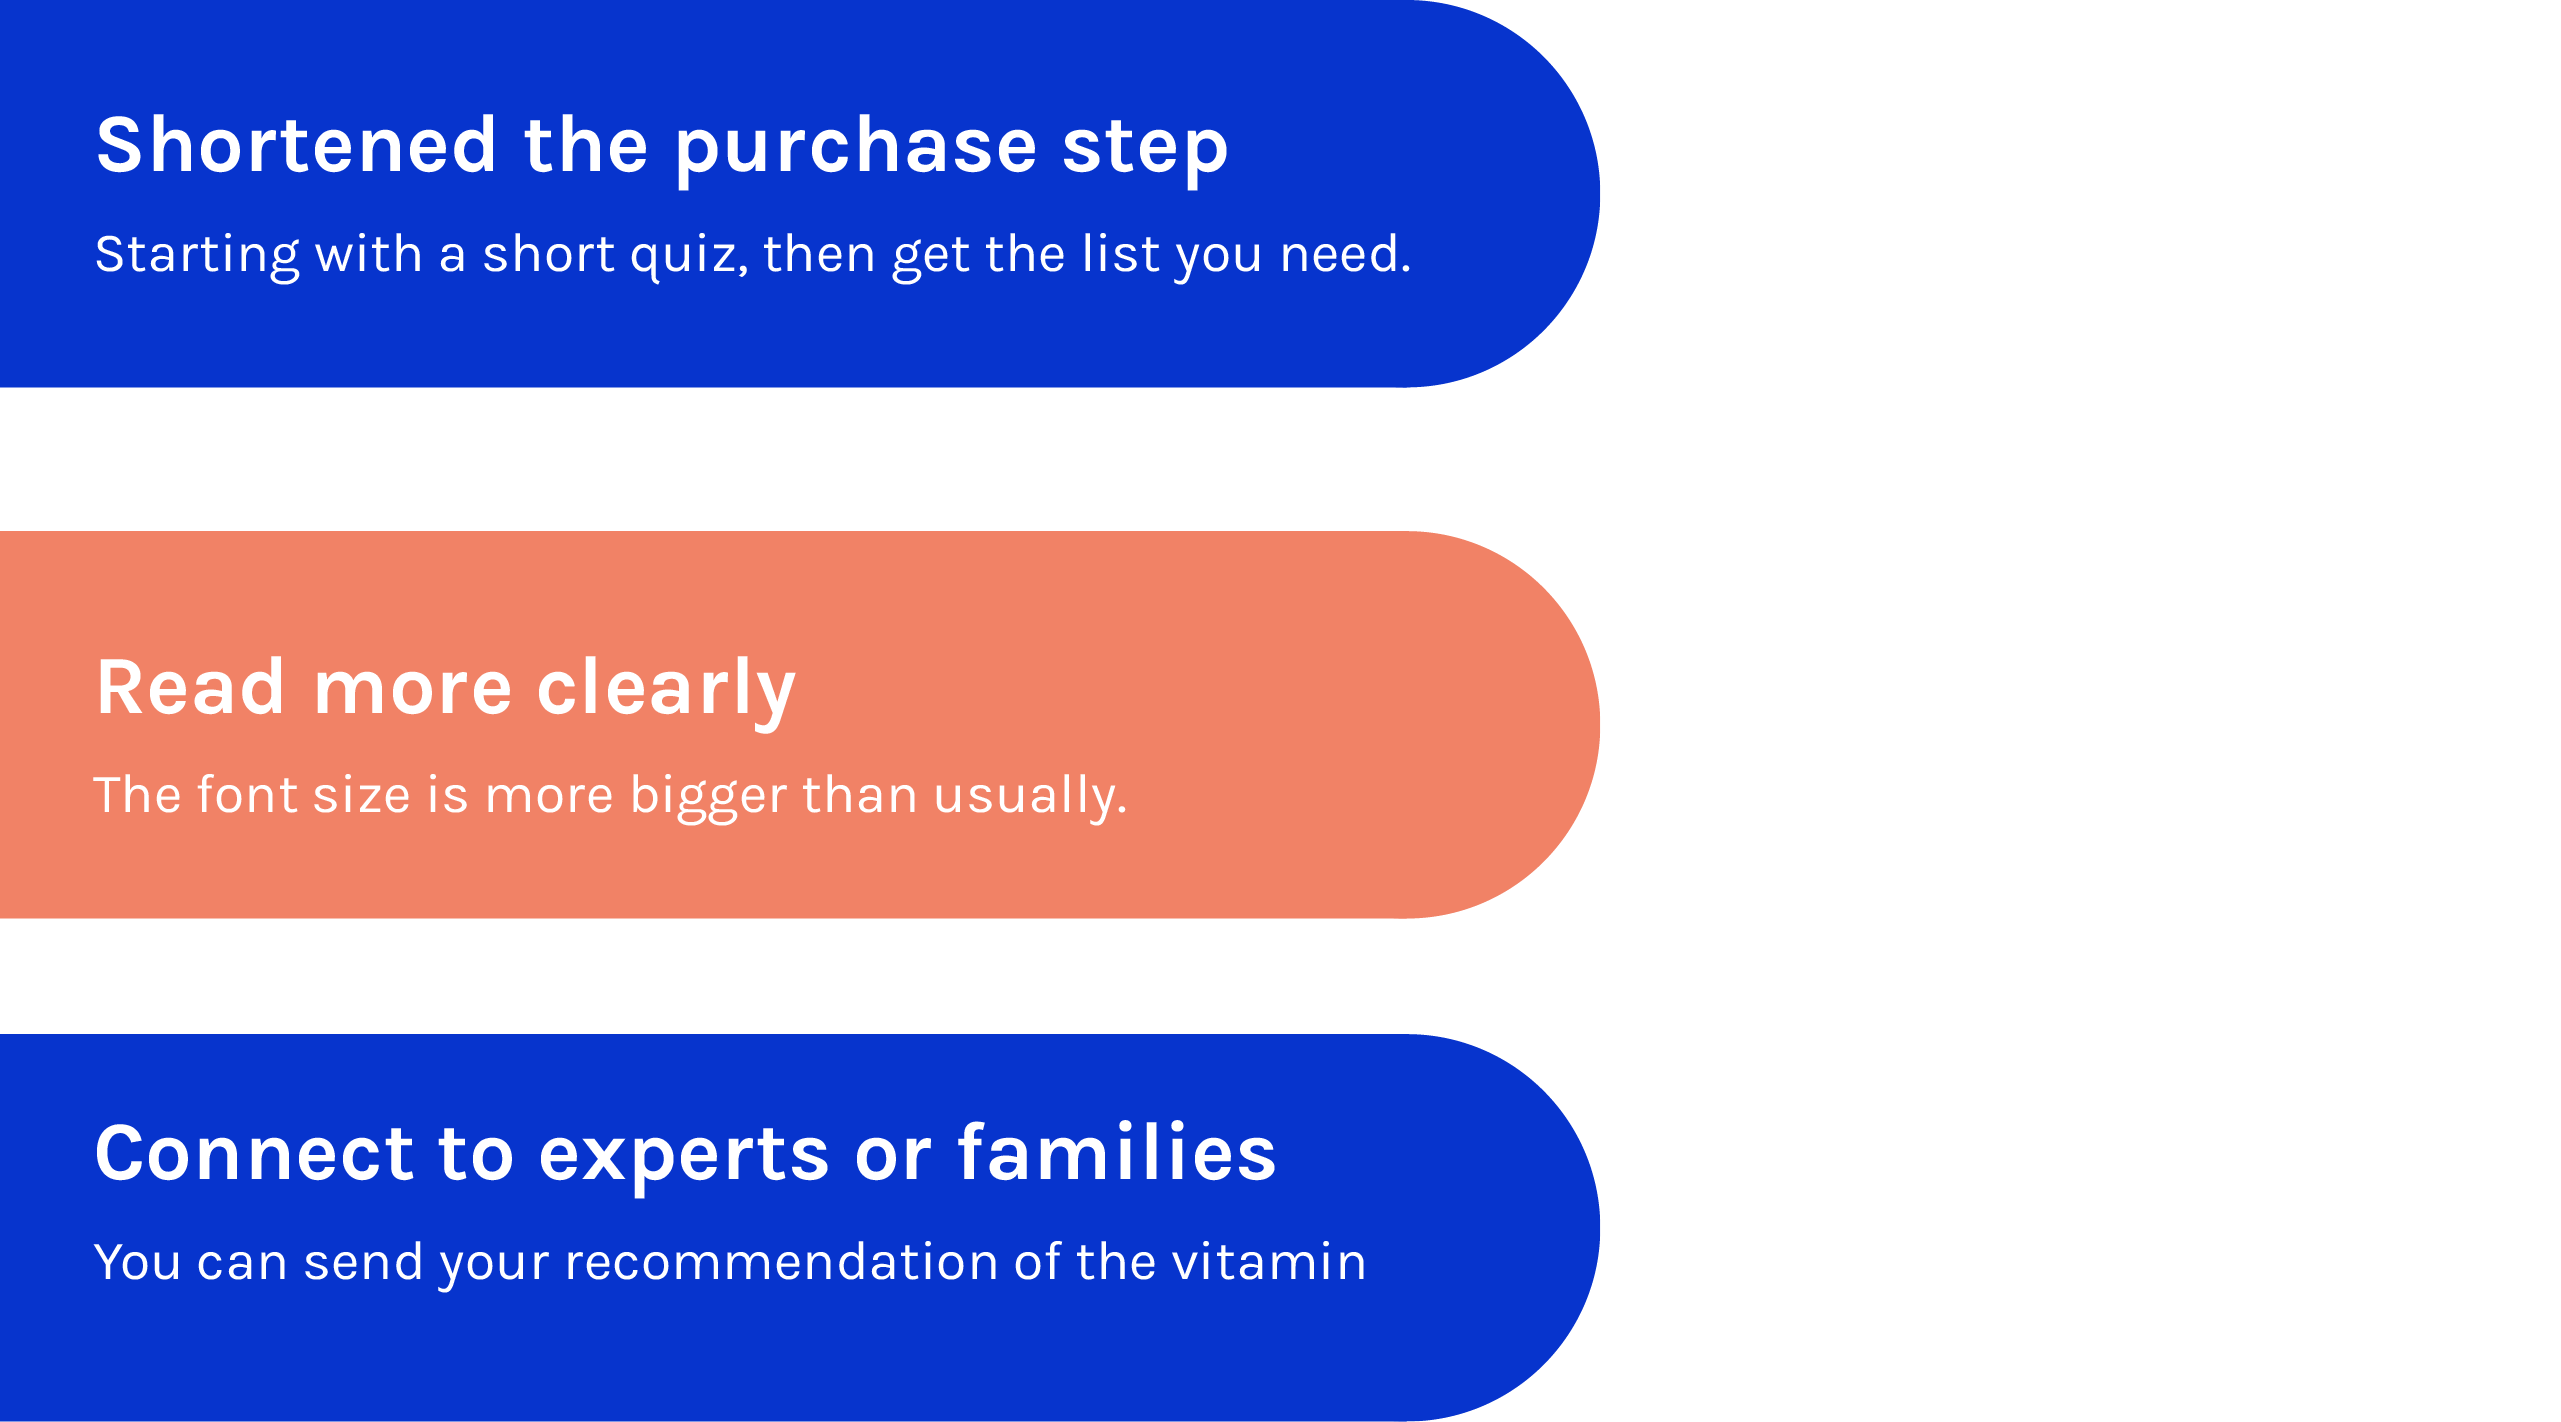 Shortened the purchase step
Starting with a short quiz, then get the list you need.
Read more clearly
The font size is more bigger than usually.
Connect to experts or families
You can send your recommendation of the vitamin